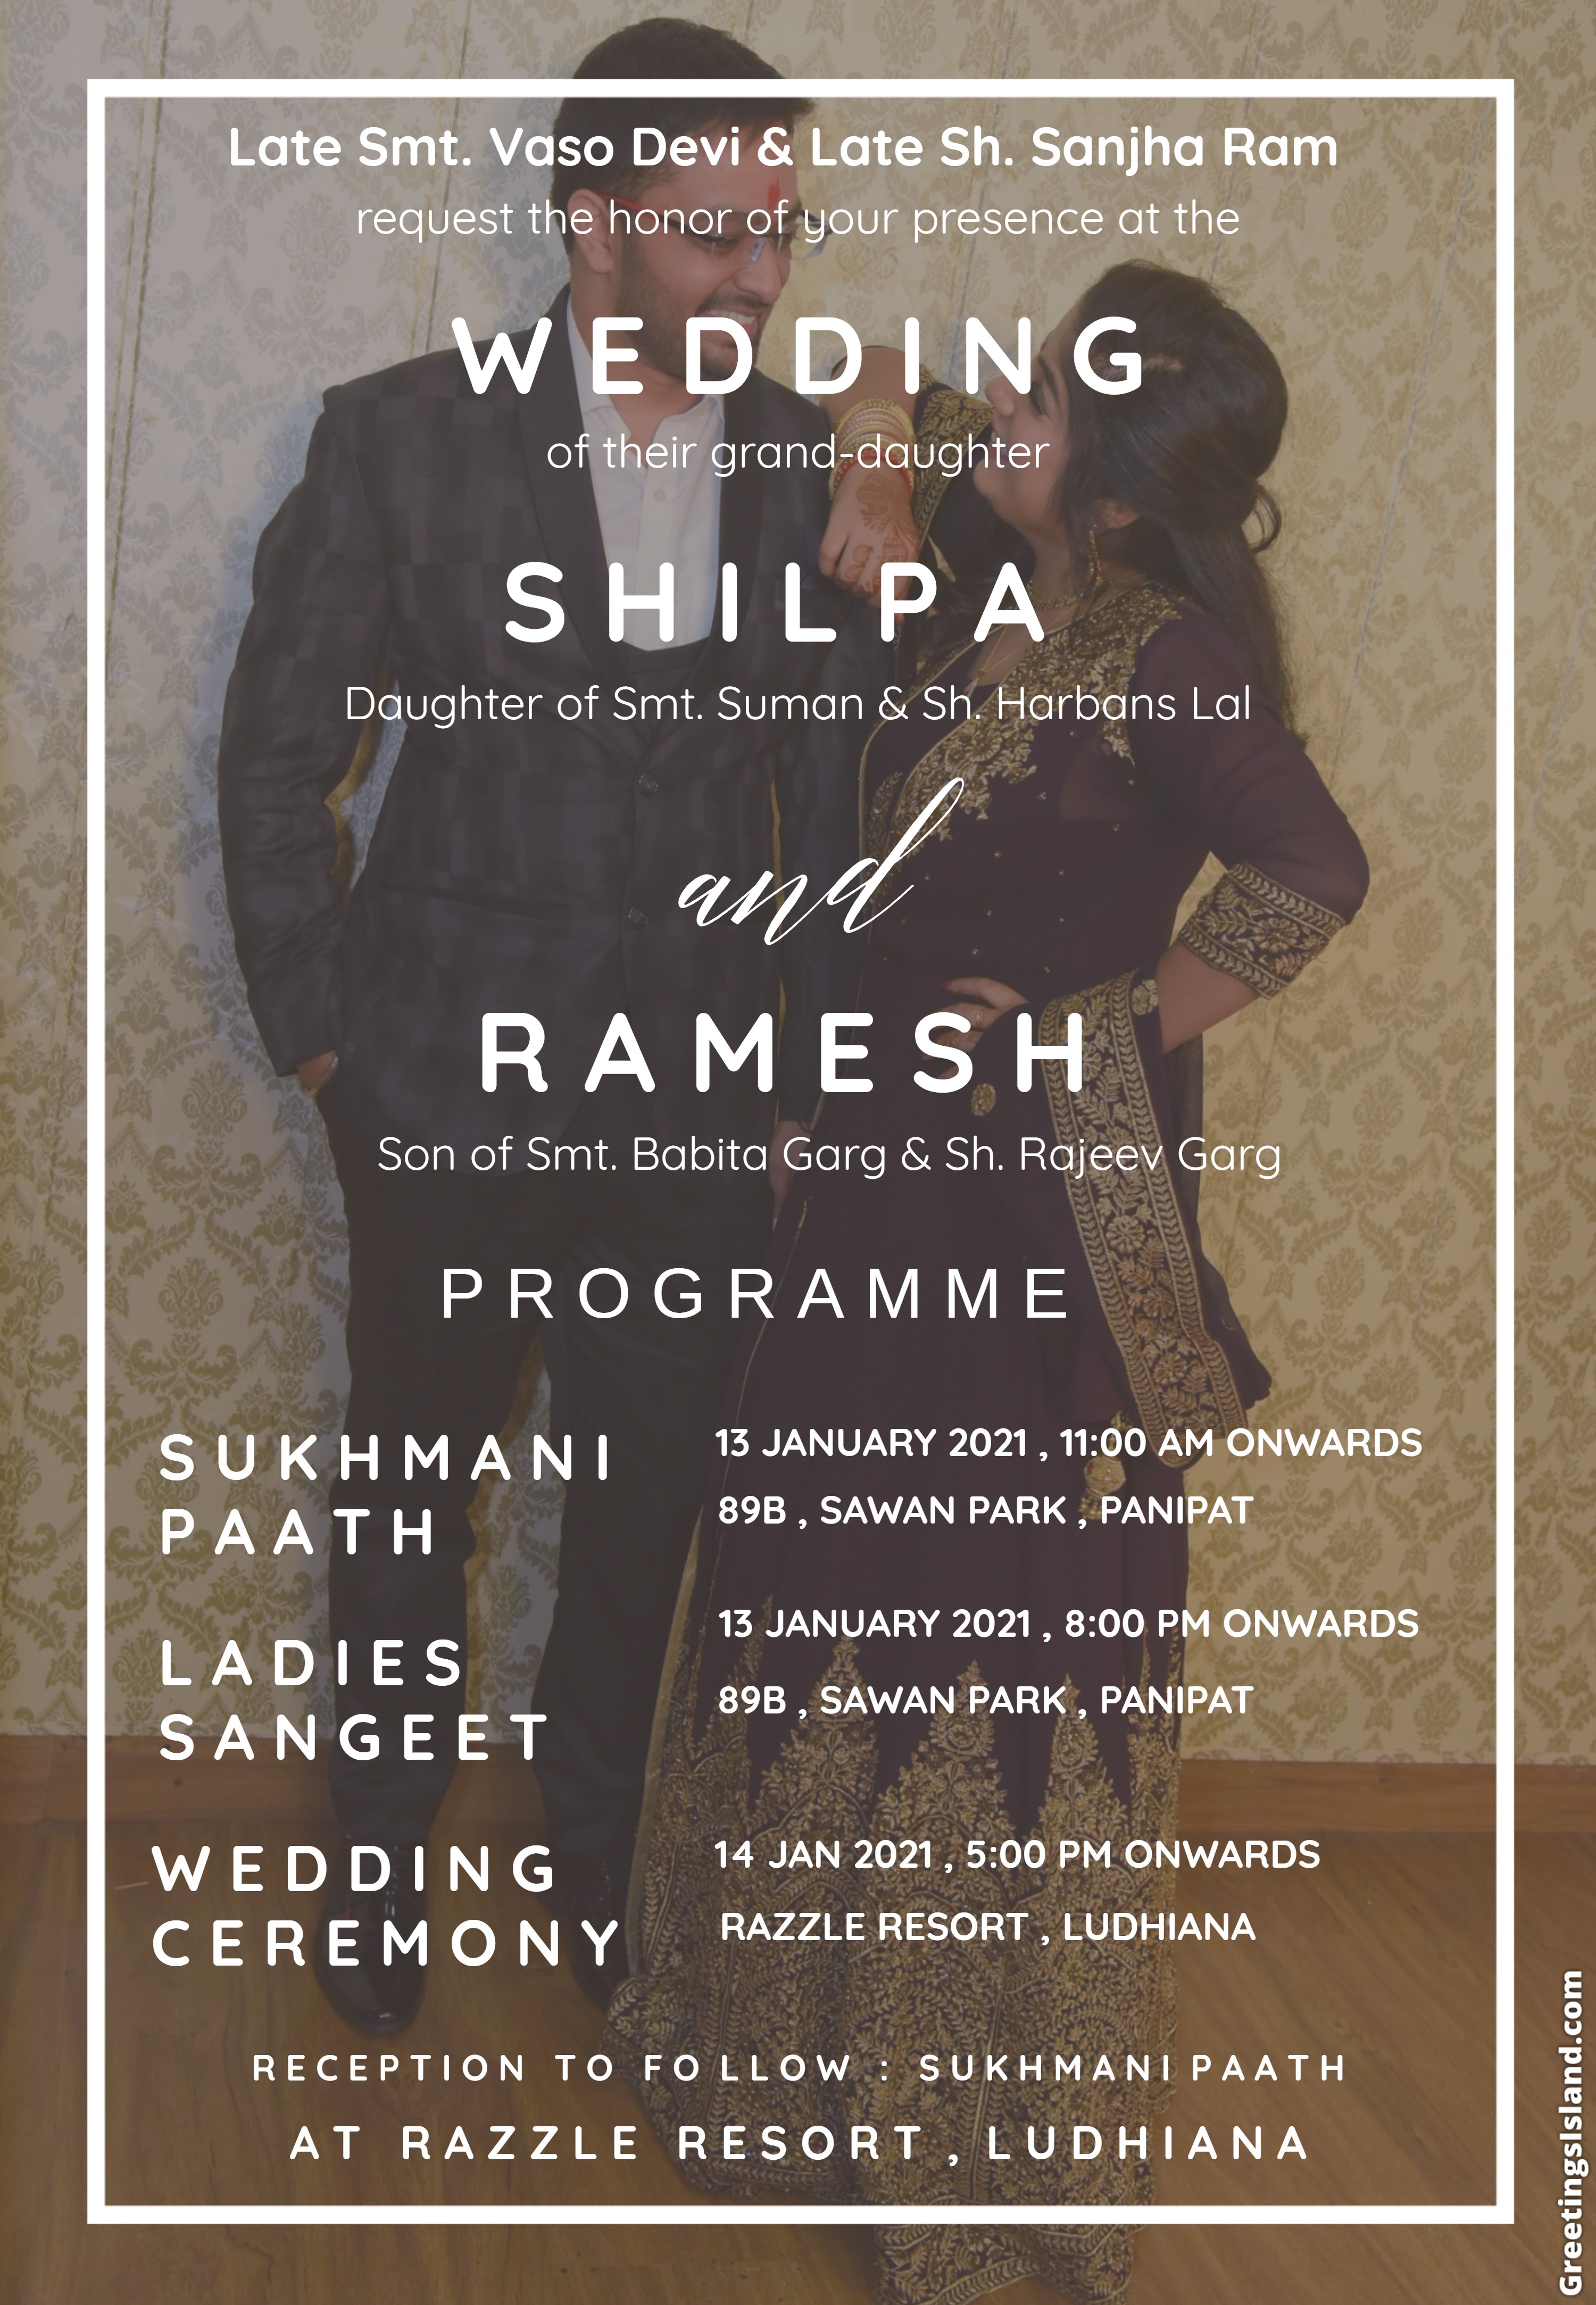 Late Smt. Vaso Devi & Late Sh. Sanjha Ram
request the honor of your presence at the
WEDDING
of their grand-daughter
SHILPA
Daughter of Smt. Suman & Sh. Harbans Lal
and
RAMESH
Son of Smt. Babita Garg & Sh. Rajeev Garg
PROGRAMME
SUKHMANI
PAATH
13 JANUARY 2021 , 11:00 AM ONWARDS
89B , SAWAN PARK , PANIPAT
LADIES
SANGEET
13 JANUARY 2021 , 8:00 PM ONWARDS
89B , SAWAN PARK , PANIPAT
WEDDING
CEREMONY
14 JAN 2021 , 5:00 PM ONWARDS
RAZZLE RESORT , LUDHIANA
RECEPTION TO FOLLOW : SUKHMANI PAATH
AT RAZZLE RESORT , LUDHIANA
GreetingsIsland.com